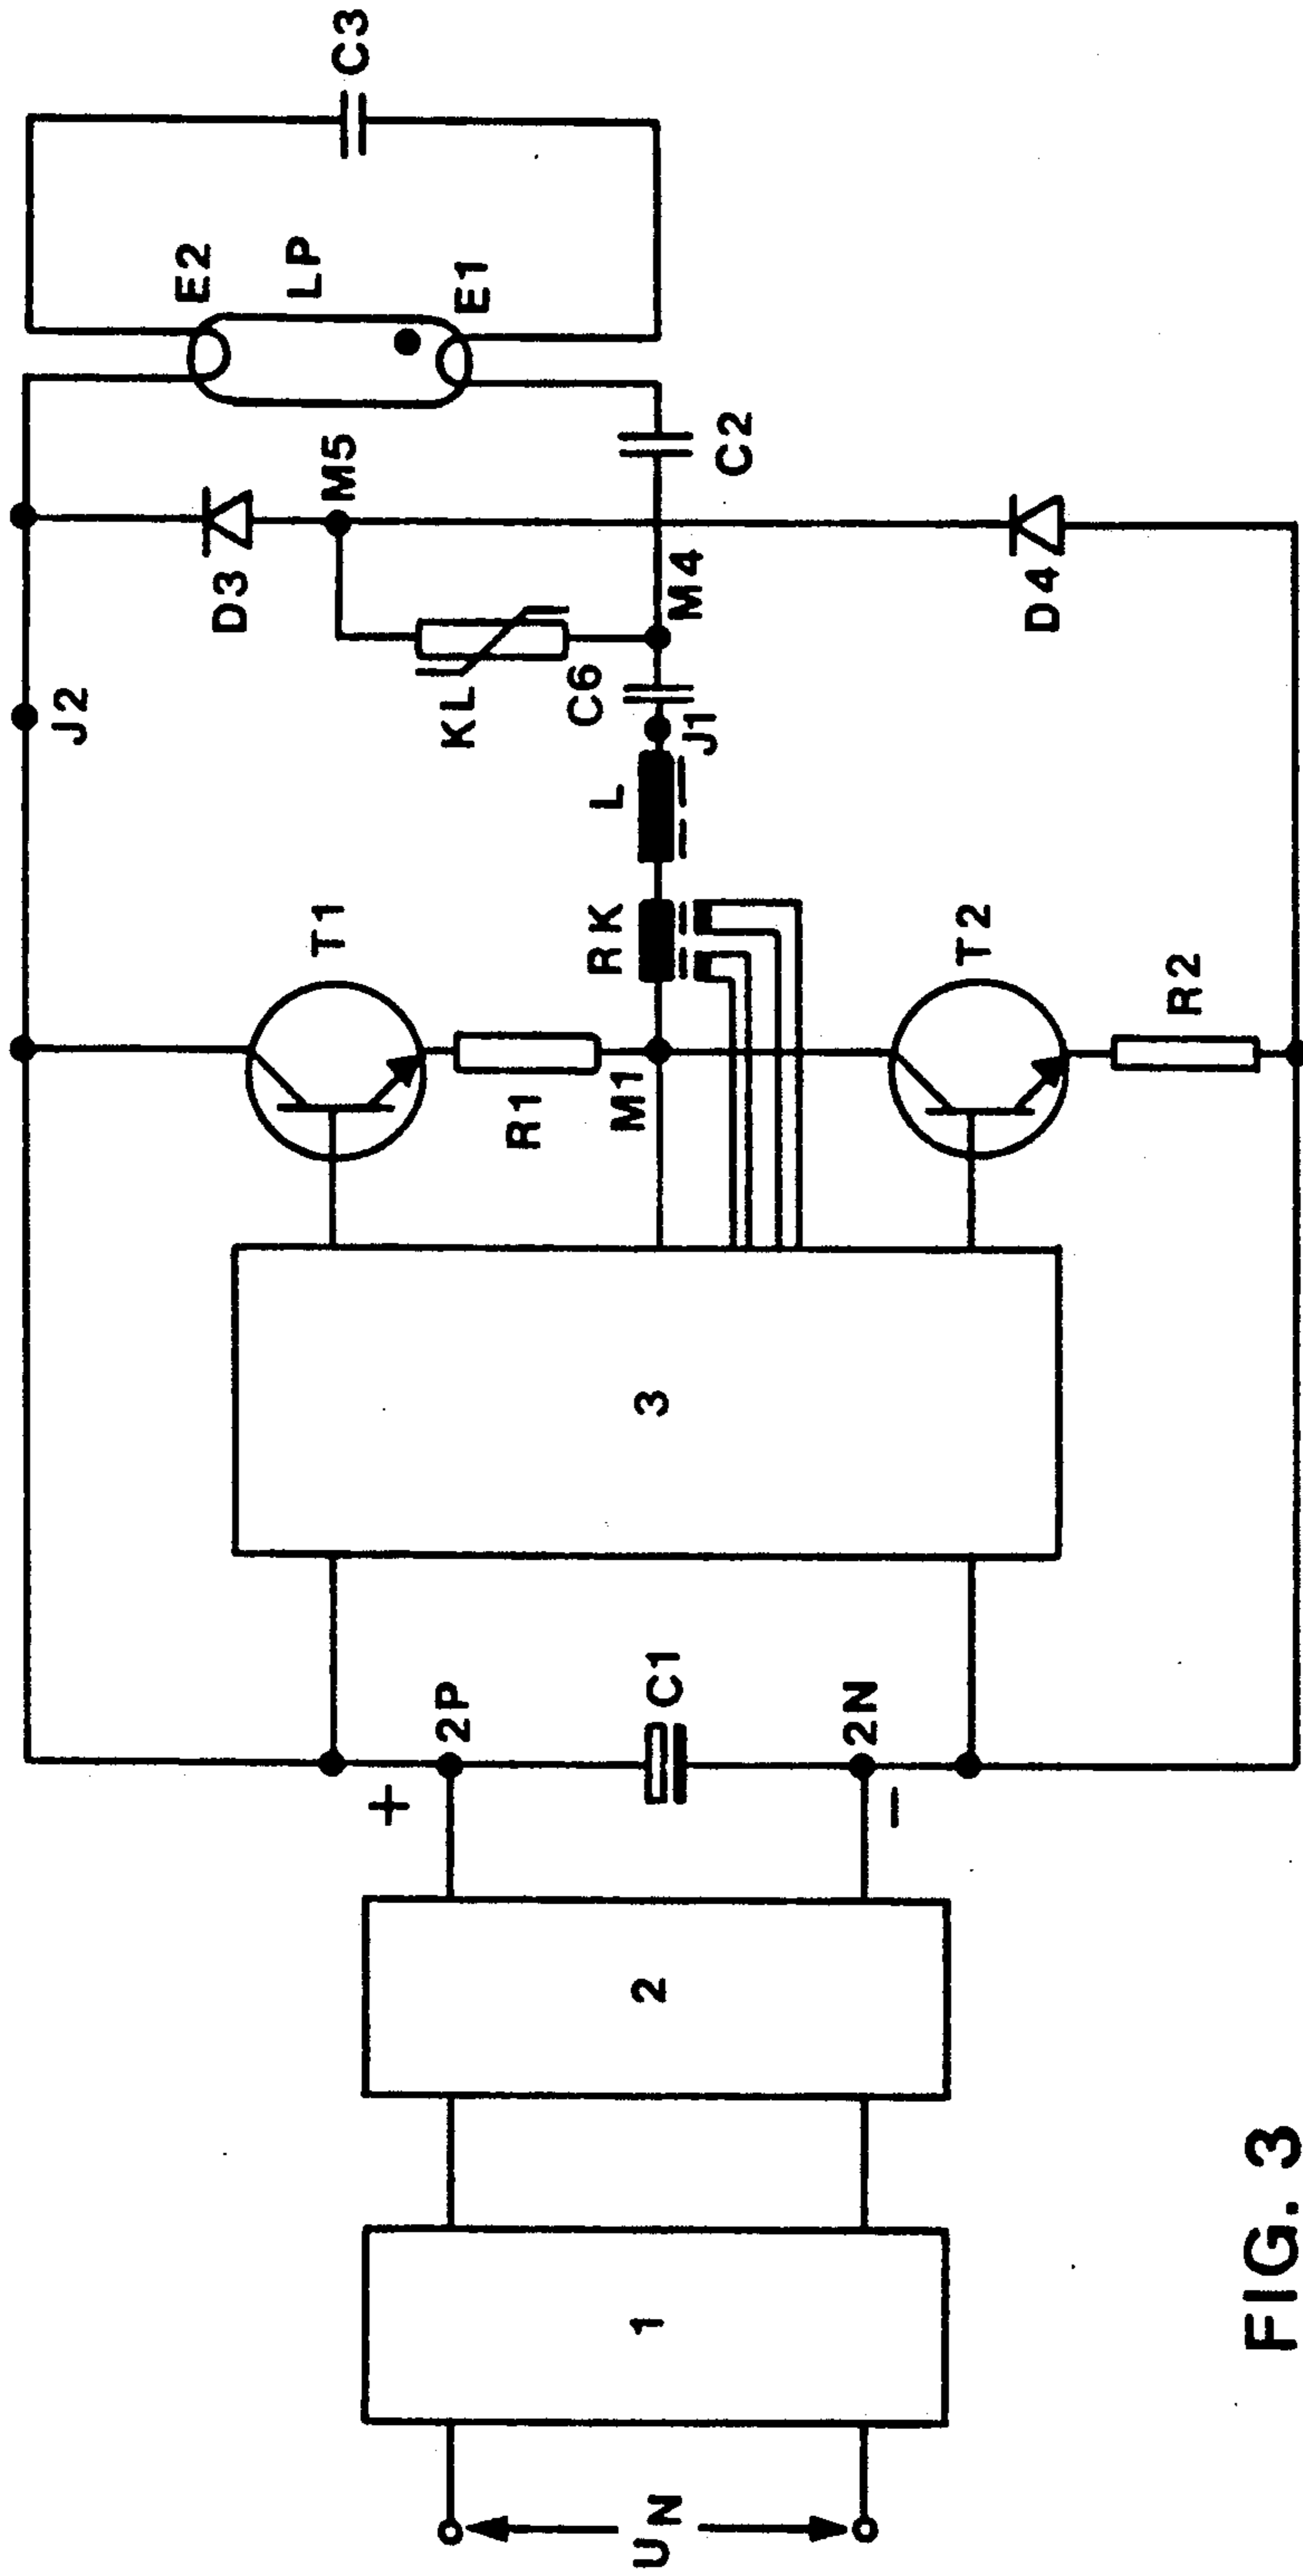 U_N
1
2
+
2P
C1
2N
−
3
T1
R1
M1
RK
L
J1
C6
KL
M4
J2
D3
M5
C2
E2
LP
E1
C3
T2
R2
D4
FIG. 3